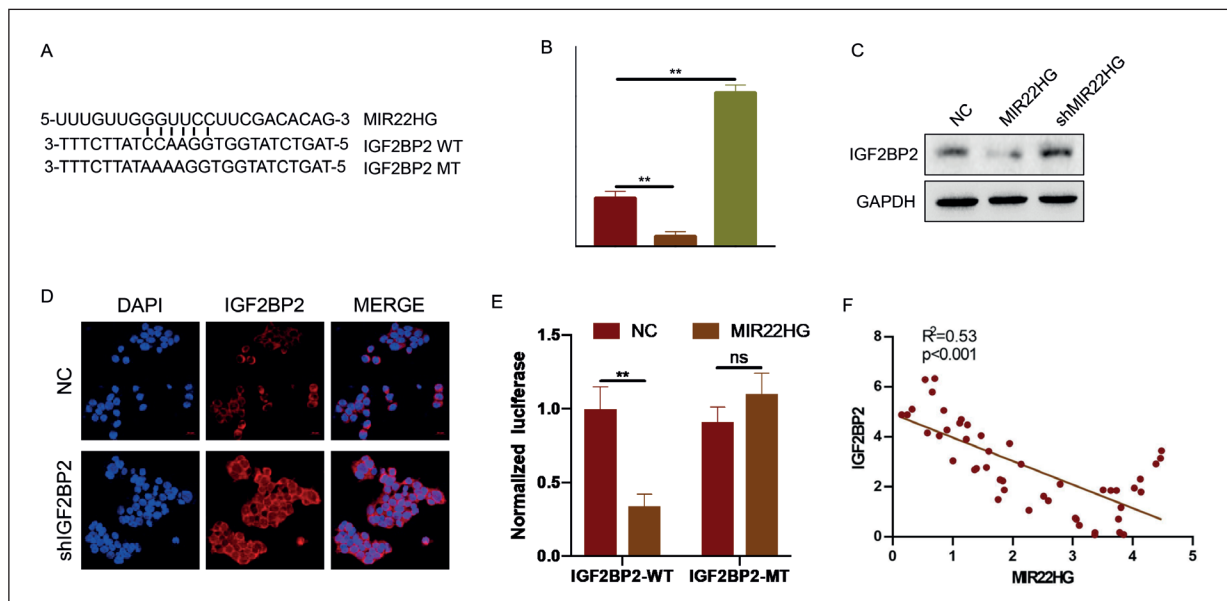 A
5-UUUGUUGGGUUCCUUCGACACAG-3 MIR22HG
3-TTTCTTATCCAAGGTGGTATCTGAT-5 IGF2BP2 WT
3-TTTCTTATAAAAGGTGGTATCTGAT-5 IGF2BP2 MT
B
**
**
C
NC
MIR22HG
shMIR22HG
IGF2BP2
GAPDH
D
DAPI
IGF2BP2
MERGE
NC
shIGF2BP2
E
NC
MIR22HG
Normalized luciferase
1.5
1.0
0.5
0.0
**
ns
IGF2BP2-WT
IGF2BP2-MT
F
R2=0.53
p<0.001
IGF2BP2
8
6
4
2
0
0
1
2
3
4
5
MIR22HG